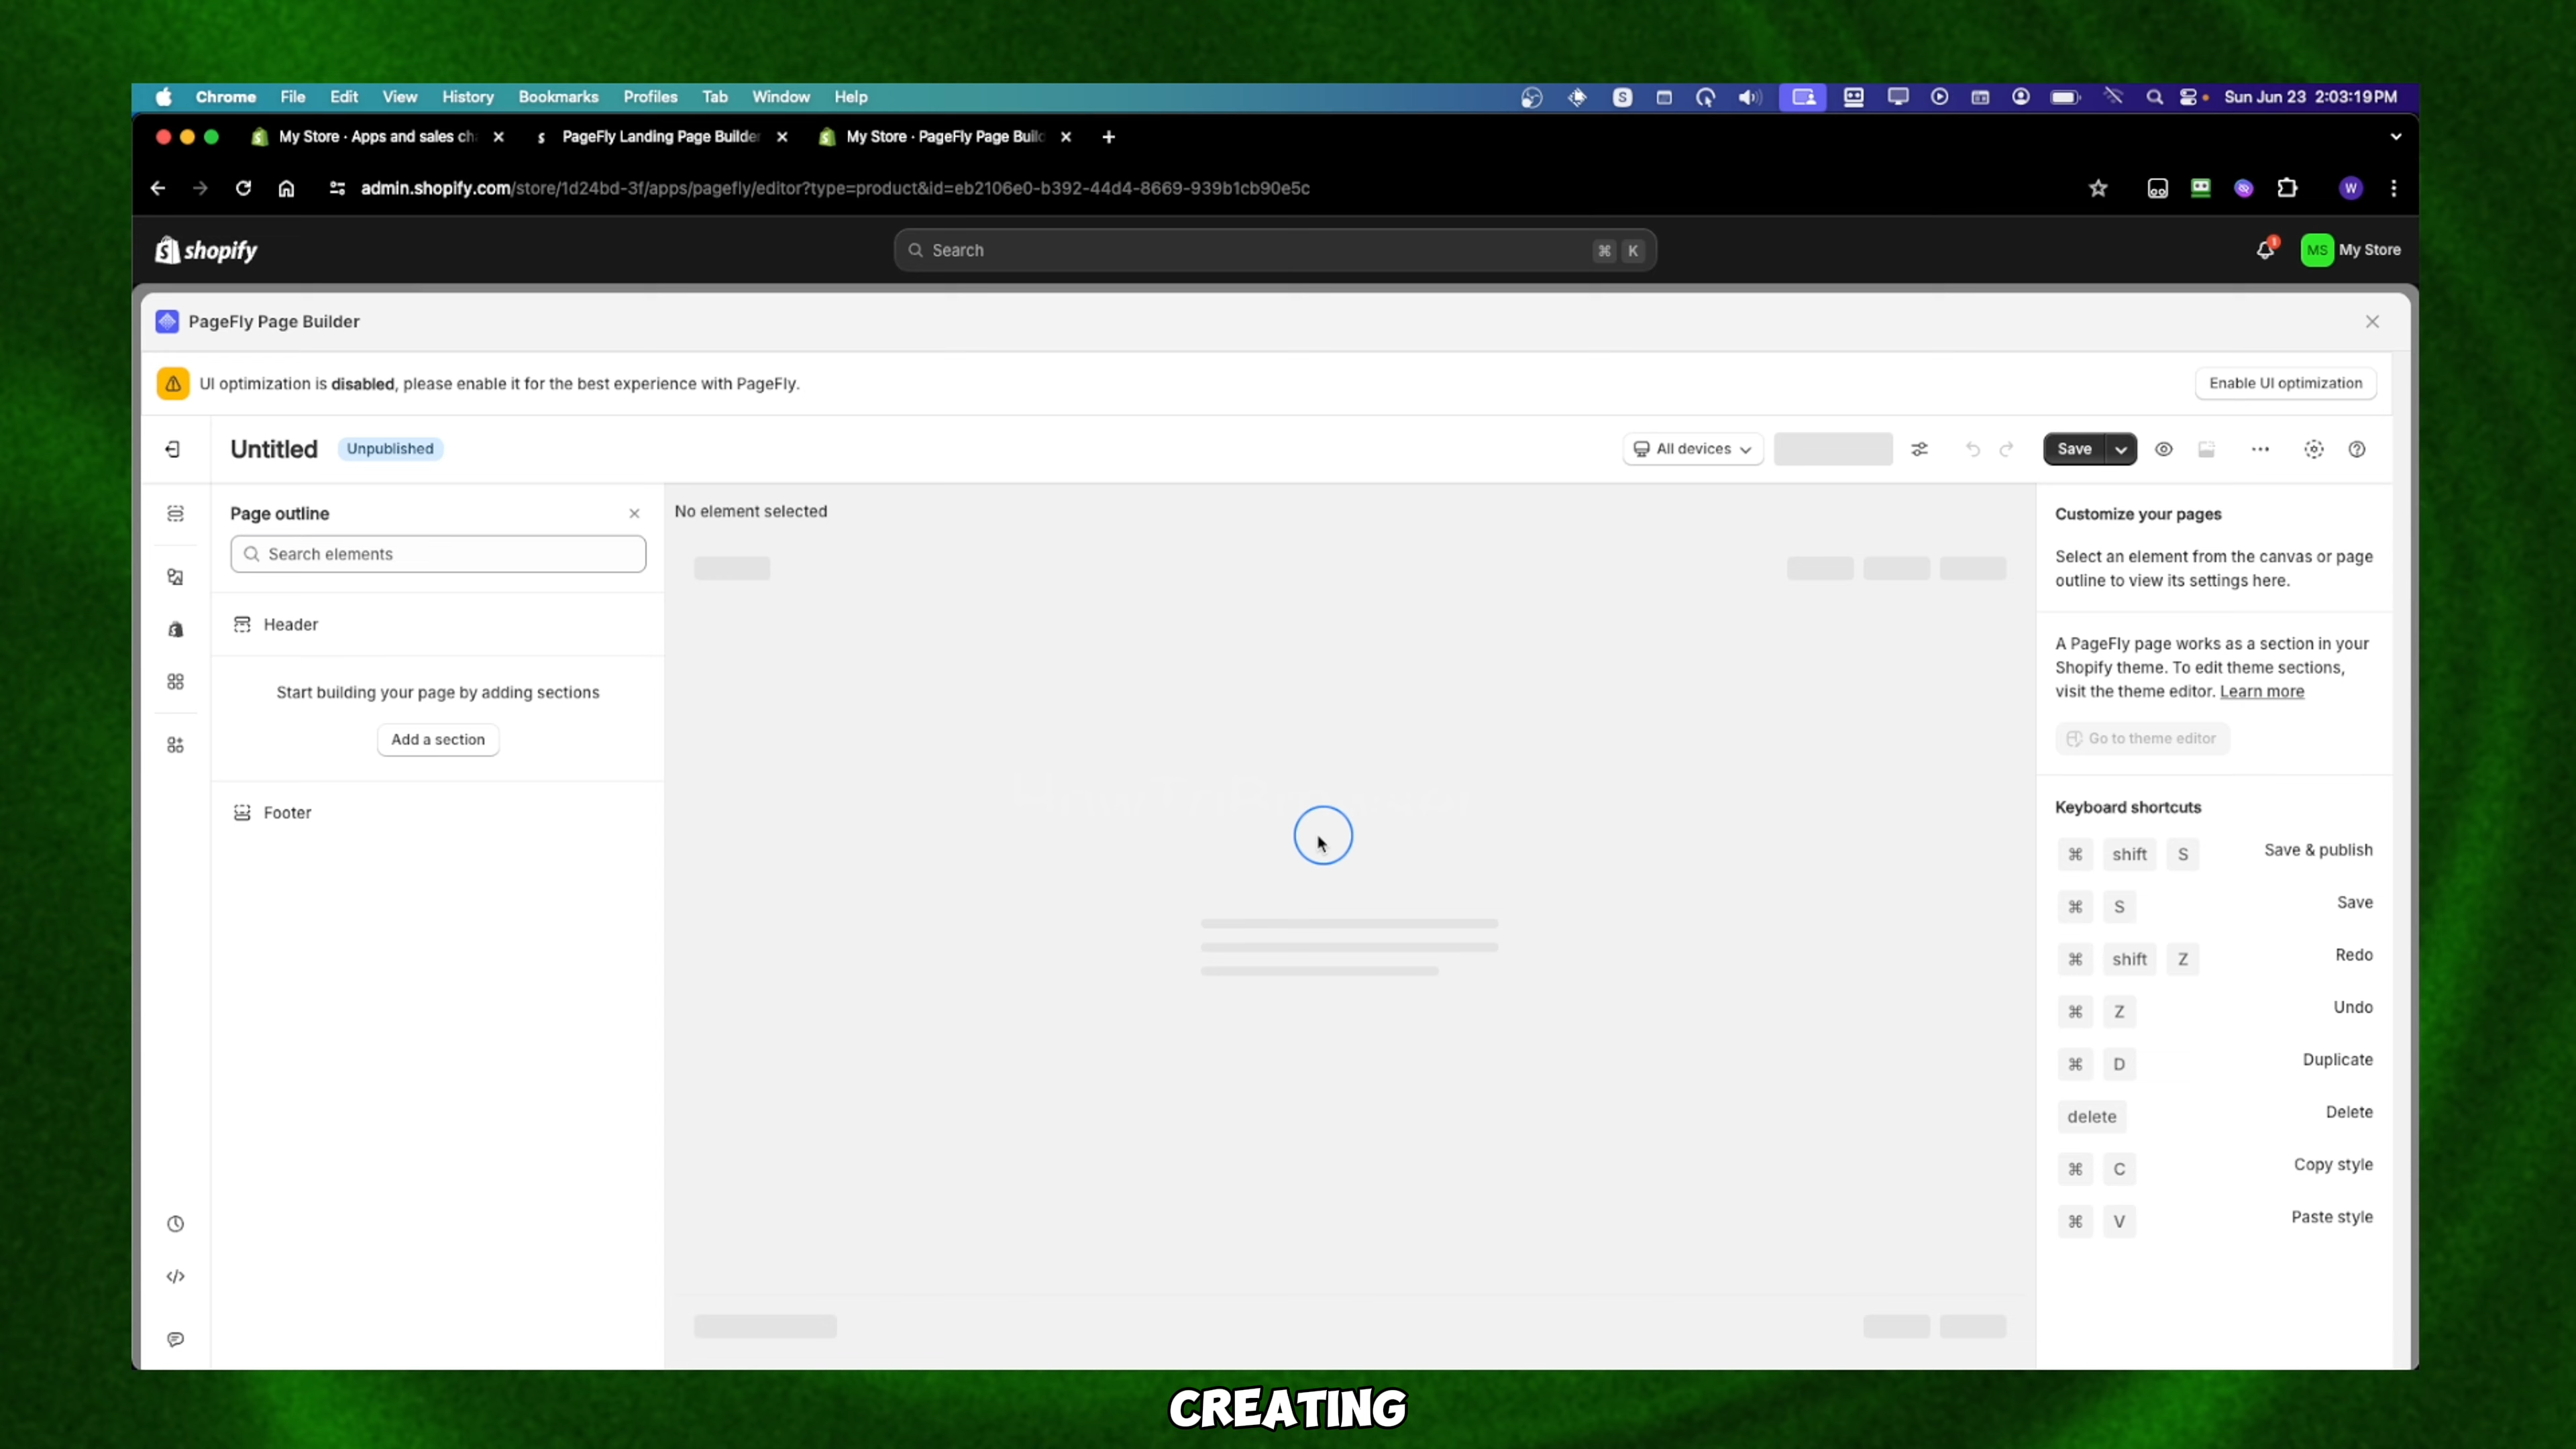 Chrome File Edit View History Bookmarks Profiles Tab Window Help
S
Sun Jun 23 2:03:19 PM
My Store · Apps and sales ch
PageFly Landing Page Builder
My Store · PageFly Page Build
admin.shopify.com/store/1d24bd-3f/apps/pagefly/editor?type=product&id=eb2106e0-b392-44d4-8669-939b1cb90e5c
W
shopify
Search
⌘ K
1
MS My Store
PageFly Page Builder
UI optimization is disabled, please enable it for the best experience with PageFly.
Enable UI optimization
Untitled
Unpublished
All devices
Save
Page outline
Search elements
Header
Start building your page by adding sections
Add a section
Footer
No element selected
Customize your pages
Select an element from the canvas or page
outline to view its settings here.
A PageFly page works as a section in your
Shopify theme. To edit theme sections,
visit the theme editor. Learn more
Go to theme editor
Keyboard shortcuts
⌘ shift S Save & publish
⌘ S Save
⌘ shift Z Redo
⌘ Z Undo
⌘ D Duplicate
delete Delete
⌘ C Copy style
⌘ V Paste style
CREATING